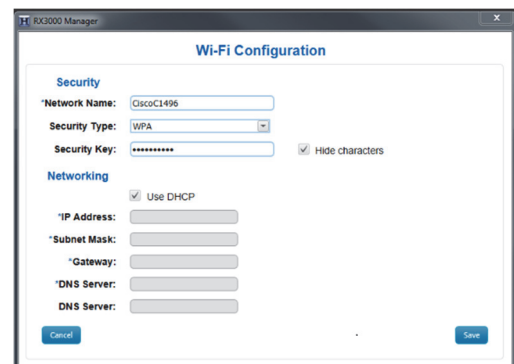 H RX3000 Manager x
Wi-Fi Configuration
Security
*Network Name: CiscoC1496
Security Type: WPA
Security Key: •••••••••• Hide characters
Networking
Use DHCP
*IP Address:
*Subnet Mask:
*Gateway:
*DNS Server:
DNS Server:
Cancel Save